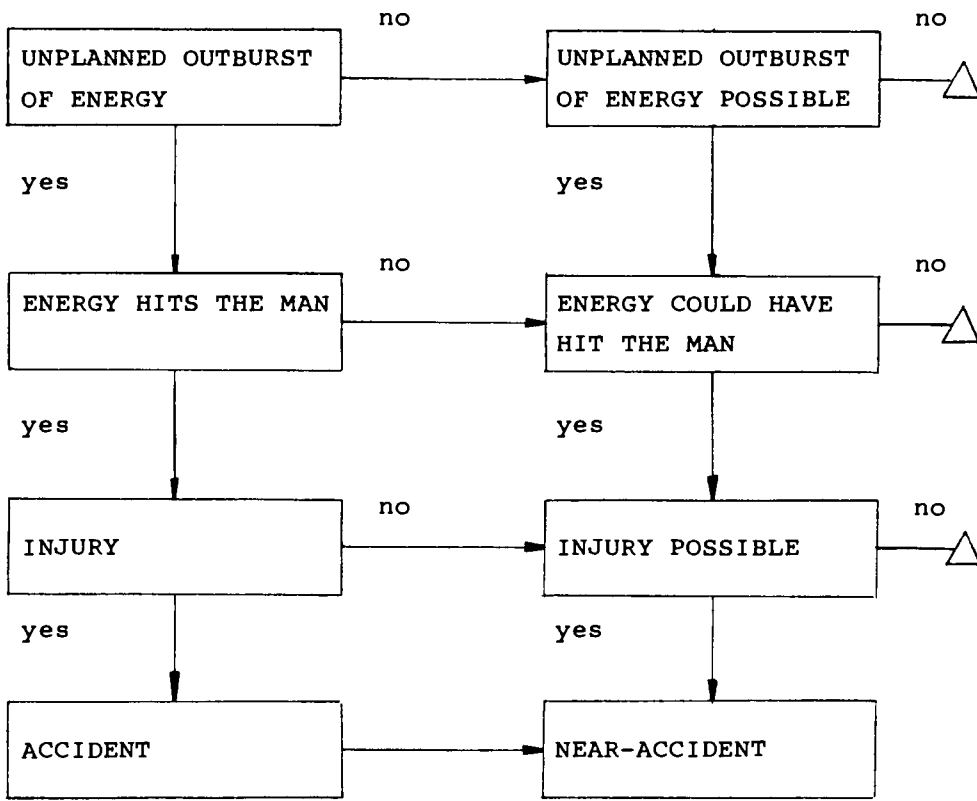 no
no
UNPLANNED OUTBURST
OF ENERGY
UNPLANNED OUTBURST
OF ENERGY POSSIBLE
yes
yes
no
no
ENERGY HITS THE MAN
ENERGY COULD HAVE
HIT THE MAN
yes
yes
no
no
INJURY
INJURY POSSIBLE
yes
yes
ACCIDENT
NEAR-ACCIDENT